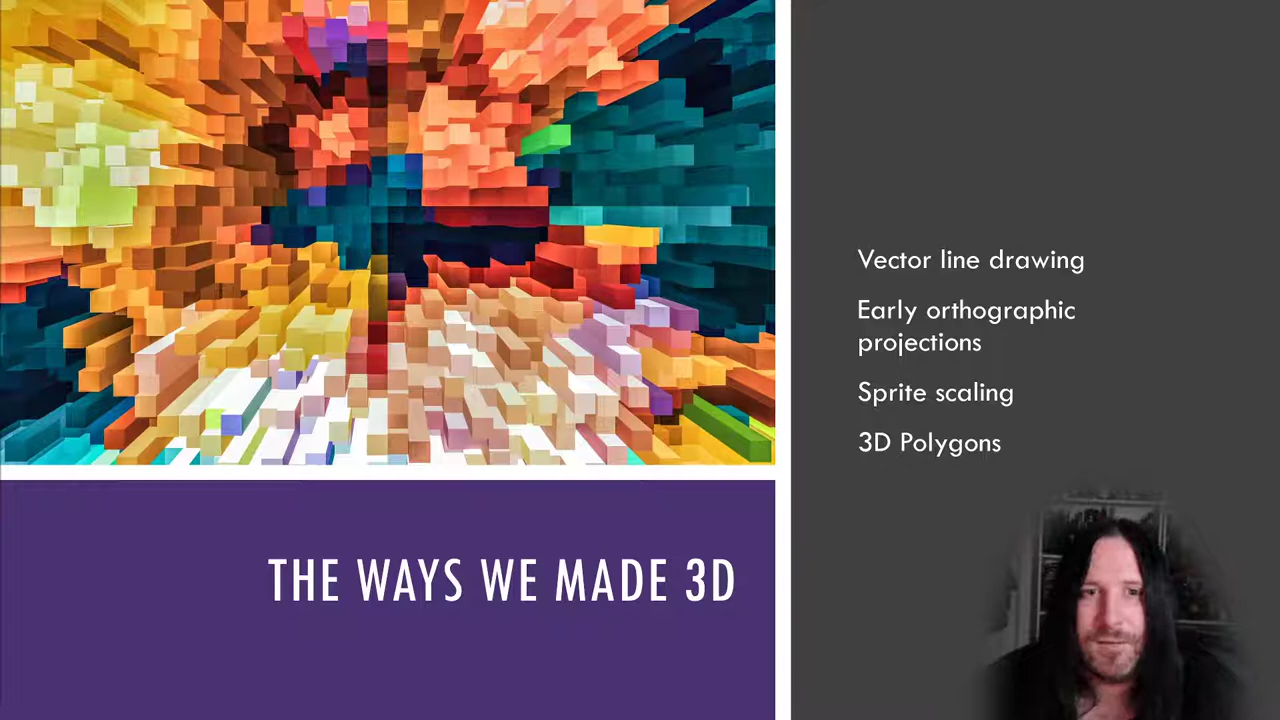 THE WAYS WE MADE 3D
Vector line drawing
Early orthographic
projections
Sprite scaling
3D Polygons